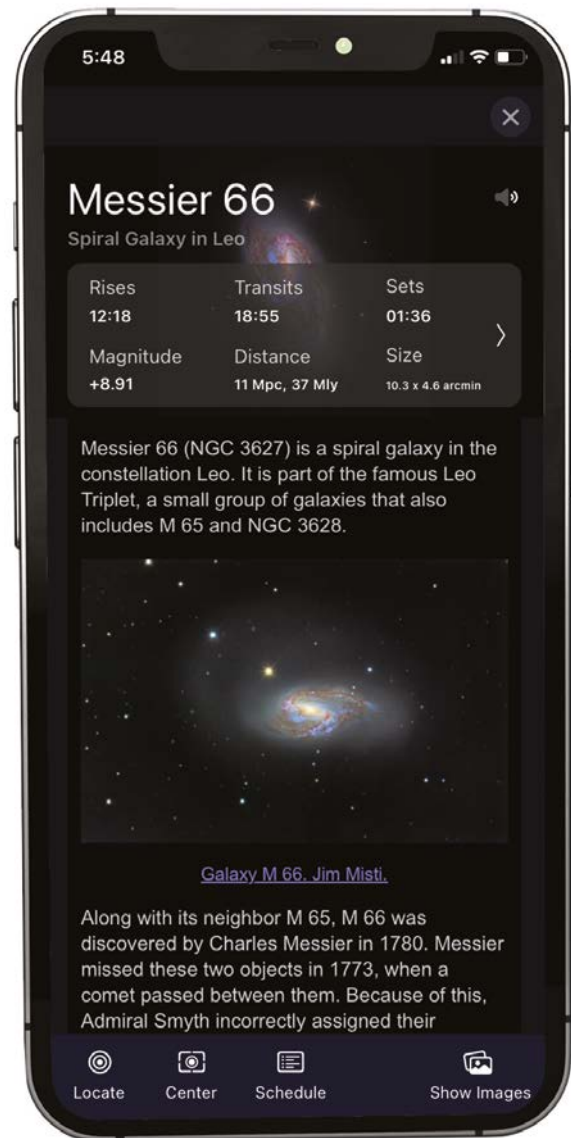 5:48
Messier 66
Spiral Galaxy in Leo
Rises Transits Sets
12:18 18:55 01:36
Magnitude Distance Size
+8.91 11 Mpc, 37 Mly 10.3 x 4.6 arcmin
Messier 66 (NGC 3627) is a spiral galaxy in the
constellation Leo. It is part of the famous Leo
Triplet, a small group of galaxies that also
includes M 65 and NGC 3628.
Galaxy M 66. Jim Misti.
Along with its neighbor M 65, M 66 was
discovered by Charles Messier in 1780. Messier
missed these two objects in 1773, when a
comet passed between them. Because of this,
Admiral Smyth incorrectly assigned their
Locate Center Schedule Show Images